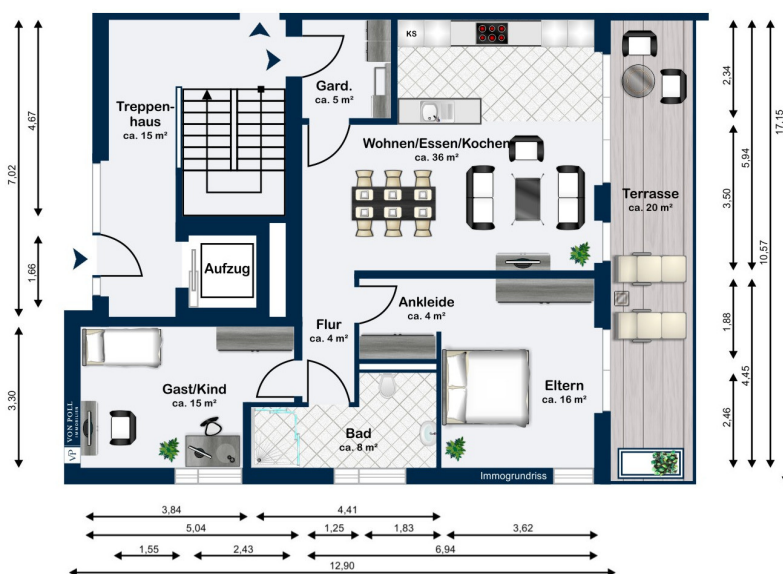 KS
Gard.
ca. 5 m²
Treppen-
haus
ca. 15 m²
Wohnen/Essen/Kochen
ca. 36 m²
Terrasse
ca. 20 m²
Aufzug
Ankleide
ca. 4 m²
Flur
ca. 4 m²
Gast/Kind
ca. 15 m²
Eltern
ca. 16 m²
Bad
ca. 8 m²
VP VON POLL
IMMOBILIEN
Immogrundriss
7,02
4,67
1,66
3,30
2,34
3,50
1,88
2,46
5,94
4,45
10,57
17,15
3,84
4,41
5,04
1,25
1,83
3,62
1,55
2,43
6,94
12,90